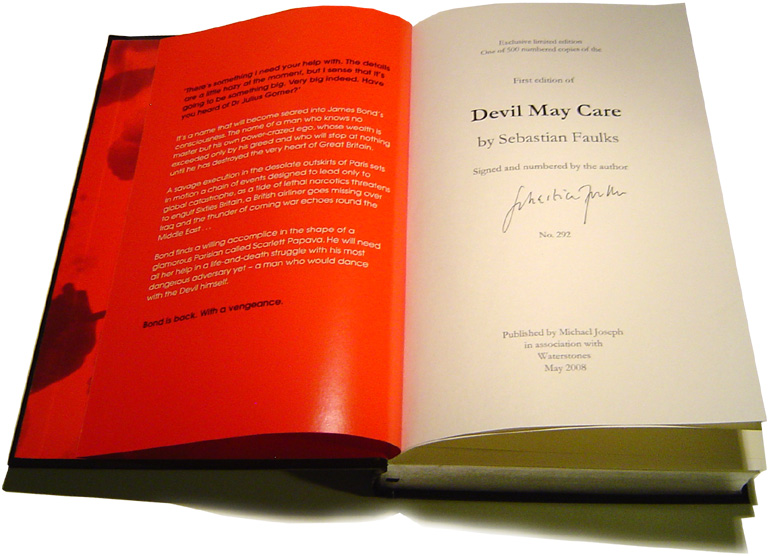 "There's something I need your help with. The details
are a little hazy at the moment, but I sense that it's
going to be something big. Very big indeed. Have
you heard of Dr Julius Gorner?"
It's a name that will become seared into James Bond's
consciousness. The name of a man who knows no
master but his own power-crazed ego, whose wealth is
exceeded only by his greed and who will stop at nothing
until he has destroyed the very heart of Great Britain.
A savage execution in the desolate outskirts of Paris sets
in motion a chain of events designed to lead only to
global catastrophe, as a tide of lethal narcotics threatens
to engulf Sixties Britain, a British airliner goes missing over
Iraq and the thunder of coming war echoes round the
Middle East . . .
Bond finds a willing accomplice in the shape of a
glamorous Parisian called Scarlett Papava. He will need
all her help in a life-and-death struggle with his most
dangerous adversary yet – a man who would dance
with the Devil himself.
Bond is back. With a vengeance.
Exclusive limited edition
One of 500 numbered copies of the
First edition of
Devil May Care
by Sebastian Faulks
Signed and numbered by the author
Sebastian Faulks
No. 292
Published by Michael Joseph
in association with
Waterstones
May 2008